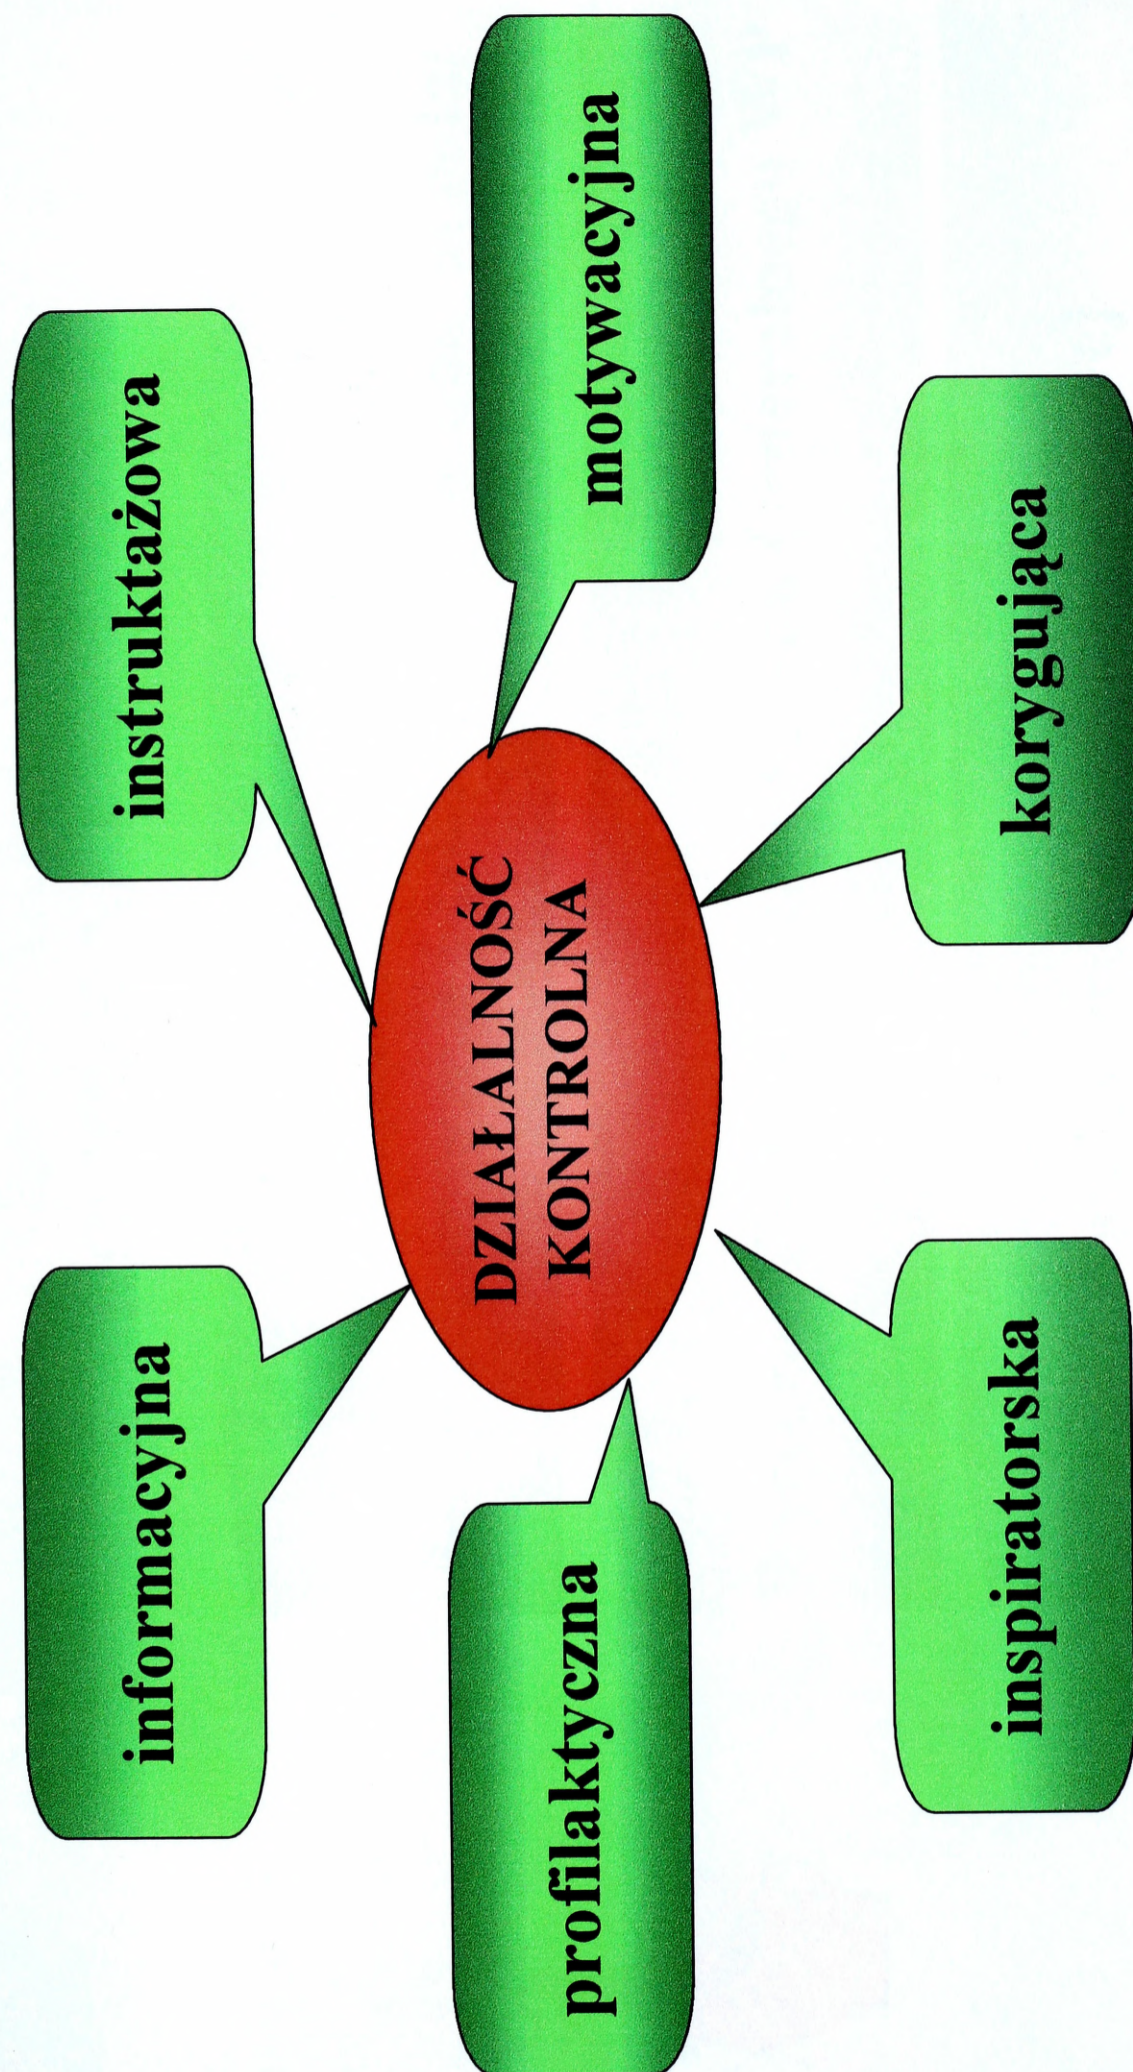 informacyjna
instruktażowa
profilaktyczna
DZIAŁALNOŚĆ
KONTROLNA
motywacyjna
inspiratorska
korygująca